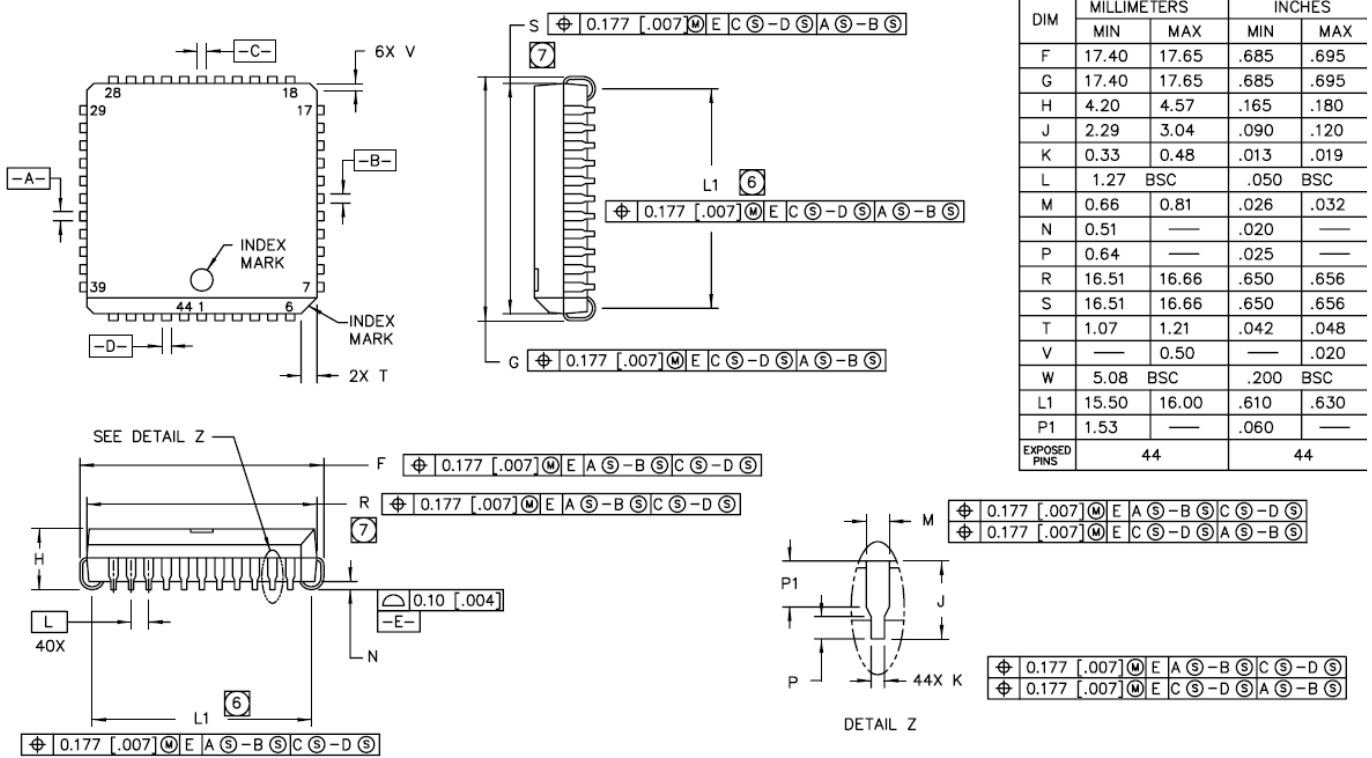 S ⌖ 0.177 [.007]Ⓜ E C Ⓢ-D Ⓢ A Ⓢ-B Ⓢ
7
-C-
6X V
28 18
29 17
-A-
-B-
INDEX
MARK
39 7
44 1 6
INDEX
MARK
-D-
2X T
L1 6
⌖ 0.177 [.007]Ⓜ E C Ⓢ-D Ⓢ A Ⓢ-B Ⓢ
G ⌖ 0.177 [.007]Ⓜ E C Ⓢ-D Ⓢ A Ⓢ-B Ⓢ
DIM MILLIMETERS INCHES
MIN MAX MIN MAX
F 17.40 17.65 .685 .695
G 17.40 17.65 .685 .695
H 4.20 4.57 .165 .180
J 2.29 3.04 .090 .120
K 0.33 0.48 .013 .019
L 1.27 BSC .050 BSC
M 0.66 0.81 .026 .032
N 0.51 — .020 —
P 0.64 — .025 —
R 16.51 16.66 .650 .656
S 16.51 16.66 .650 .656
T 1.07 1.21 .042 .048
V — 0.50 — .020
W 5.08 BSC .200 BSC
L1 15.50 16.00 .610 .630
P1 1.53 — .060 —
EXPOSED
PINS 44 44
SEE DETAIL Z
F ⌖ 0.177 [.007]Ⓜ E A Ⓢ-B Ⓢ C Ⓢ-D Ⓢ
R ⌖ 0.177 [.007]Ⓜ E A Ⓢ-B Ⓢ C Ⓢ-D Ⓢ
7
H
⌓ 0.10 [.004]
-E-
L
40X
N
L1 6
⌖ 0.177 [.007]Ⓜ E A Ⓢ-B Ⓢ C Ⓢ-D Ⓢ
M ⌖ 0.177 [.007]Ⓜ E A Ⓢ-B Ⓢ C Ⓢ-D Ⓢ
⌖ 0.177 [.007]Ⓜ E C Ⓢ-D Ⓢ A Ⓢ-B Ⓢ
P1
J
P
44X K
⌖ 0.177 [.007]Ⓜ E A Ⓢ-B Ⓢ C Ⓢ-D Ⓢ
⌖ 0.177 [.007]Ⓜ E C Ⓢ-D Ⓢ A Ⓢ-B Ⓢ
DETAIL Z